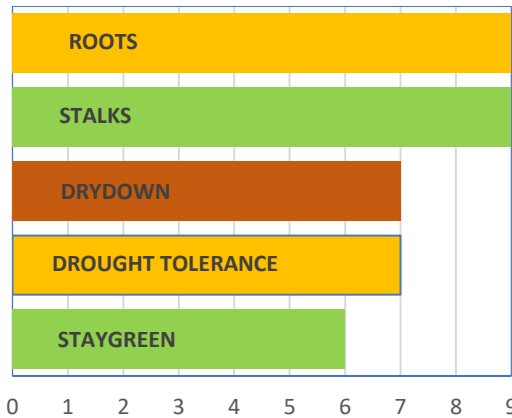 ROOTS
STALKS
DRYDOWN
DROUGHT TOLERANCE
STAYGREEN
0 1 2 3 4 5 6 7 8 9